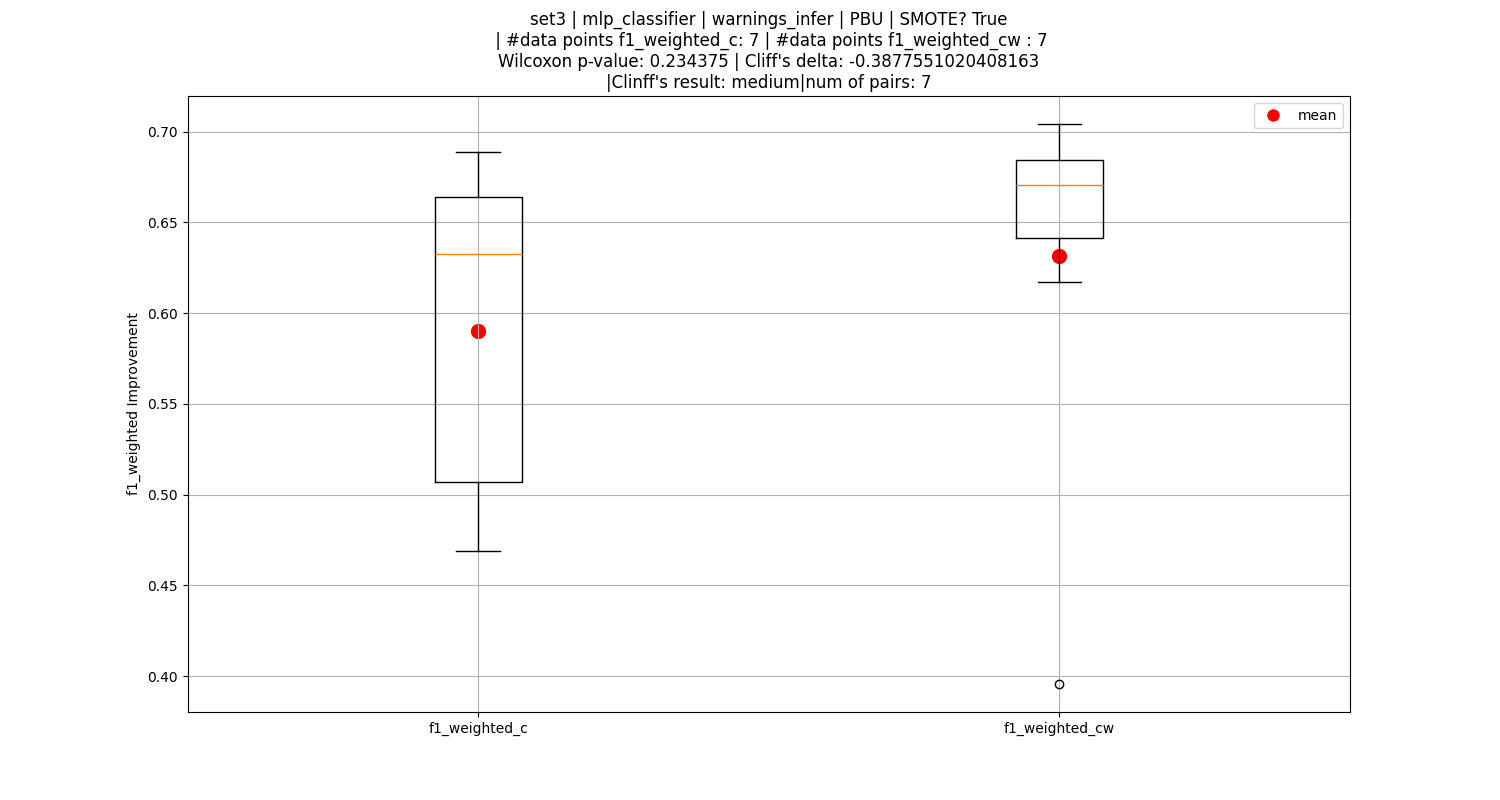 set3 | mlp_classifier | warnings_infer | PBU | SMOTE? True
| #data points f1_weighted_c: 7 | #data points f1_weighted_cw : 7
Wilcoxon p-value: 0.234375 | Cliff's delta: -0.3877551020408163
|Clinff's result: medium|num of pairs: 7
mean
0.70
0.65
0.60
0.55
0.50
0.45
0.40
f1_weighted Improvement
f1_weighted_c
f1_weighted_cw